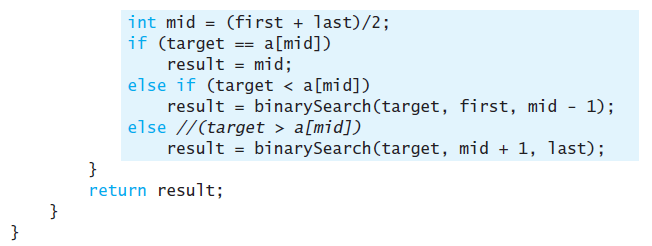 int mid = (first + last)/2;
if (target == a[mid])
result = mid;
else if (target < a[mid])
result = binarySearch(target, first, mid - 1);
else //(target > a[mid])
result = binarySearch(target, mid + 1, last);
}
return result;
}
}